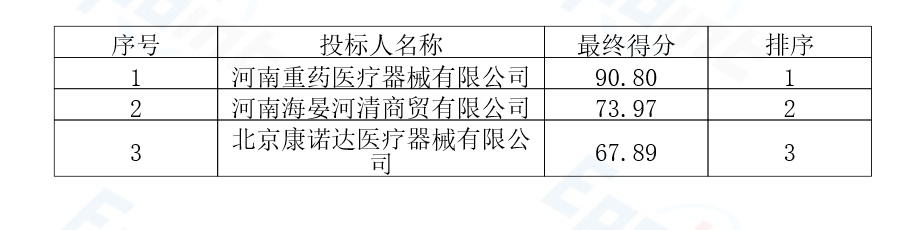 序号 投标人名称 最终得分 排序
1 河南重药医疗器械有限公司 90.80 1
2 河南海晏河清商贸有限公司 73.97 2
3 北京康诺达医疗器械有限公 67.89 3
司